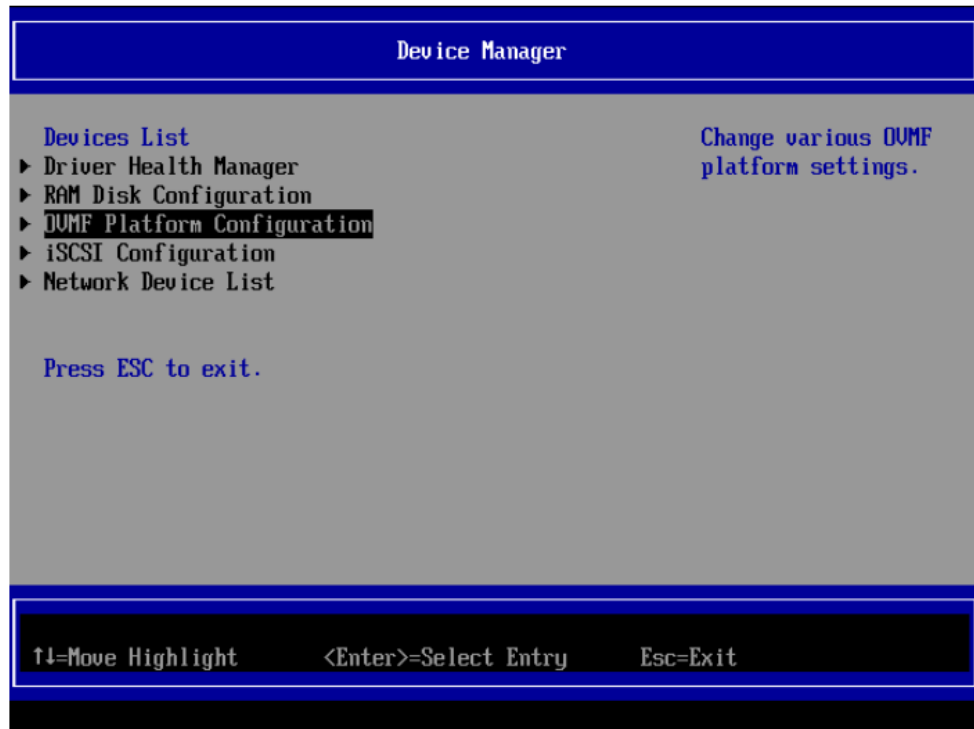 Device Manager
Devices List
Driver Health Manager
RAM Disk Configuration
OVMF Platform Configuration
iSCSI Configuration
Network Device List
Press ESC to exit.
Change various OVMF
platform settings.
↑↓=Move Highlight <Enter>=Select Entry Esc=Exit